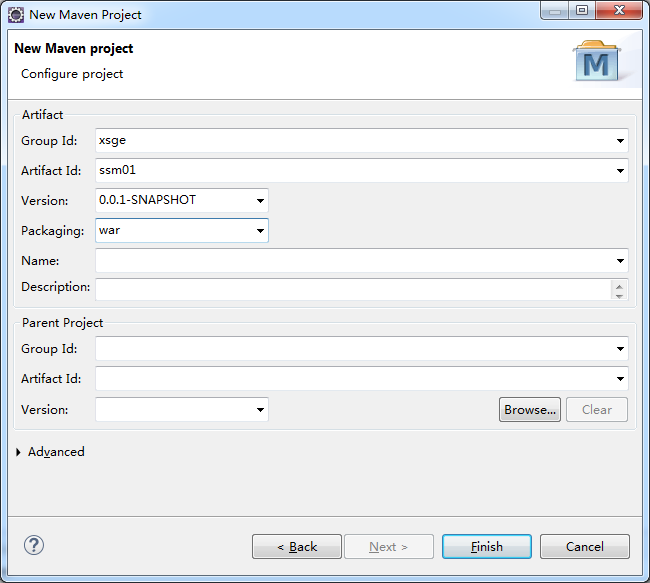 New Maven Project
New Maven project
Configure project
M
Artifact
Group Id: xsge
Artifact Id: ssm01
Version: 0.0.1-SNAPSHOT
Packaging: war
Name:
Description:
Parent Project
Group Id:
Artifact Id:
Version: Browse... Clear
Advanced
? < Back Next > Finish Cancel